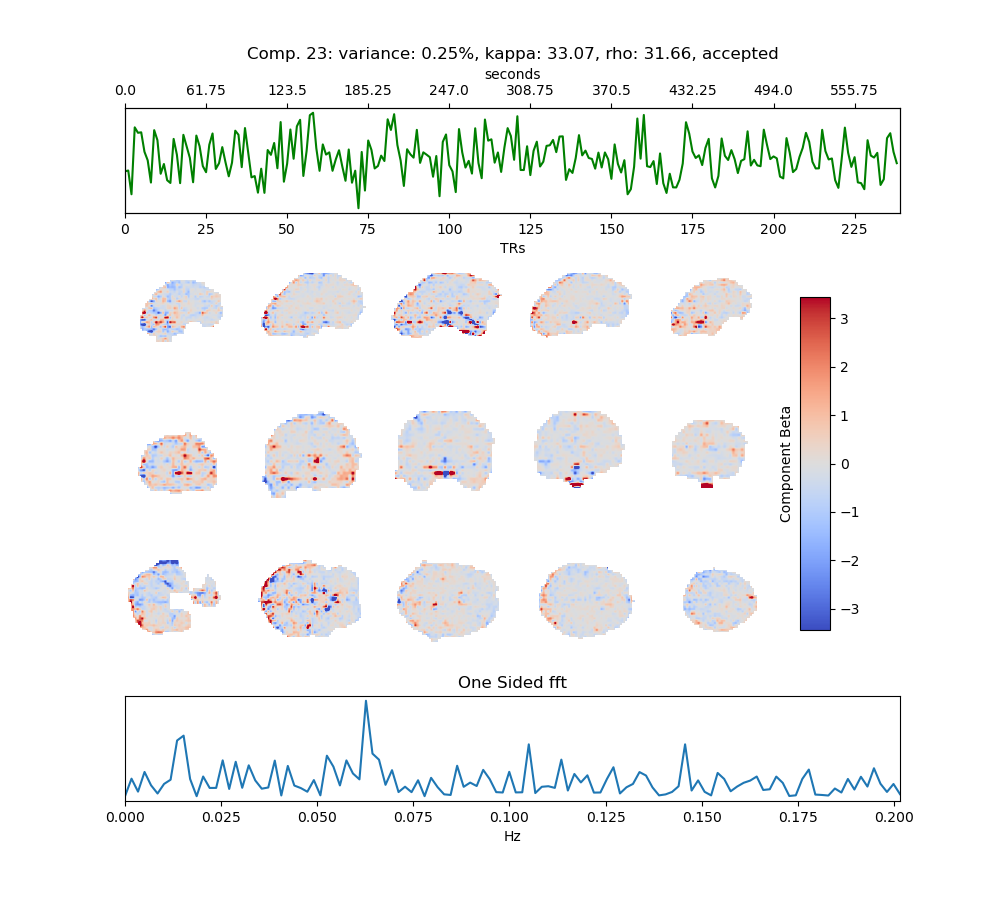 Comp. 23: variance: 0.25%, kappa: 33.07, rho: 31.66, accepted
seconds
0.0 61.75 123.5 185.25 247.0 308.75 370.5 432.25 494.0 555.75
0 25 50 75 100 125 150 175 200 225
TRs
3
2
1
0
−1
−2
−3
Component Beta
One Sided fft
0.000 0.025 0.050 0.075 0.100 0.125 0.150 0.175 0.200
Hz